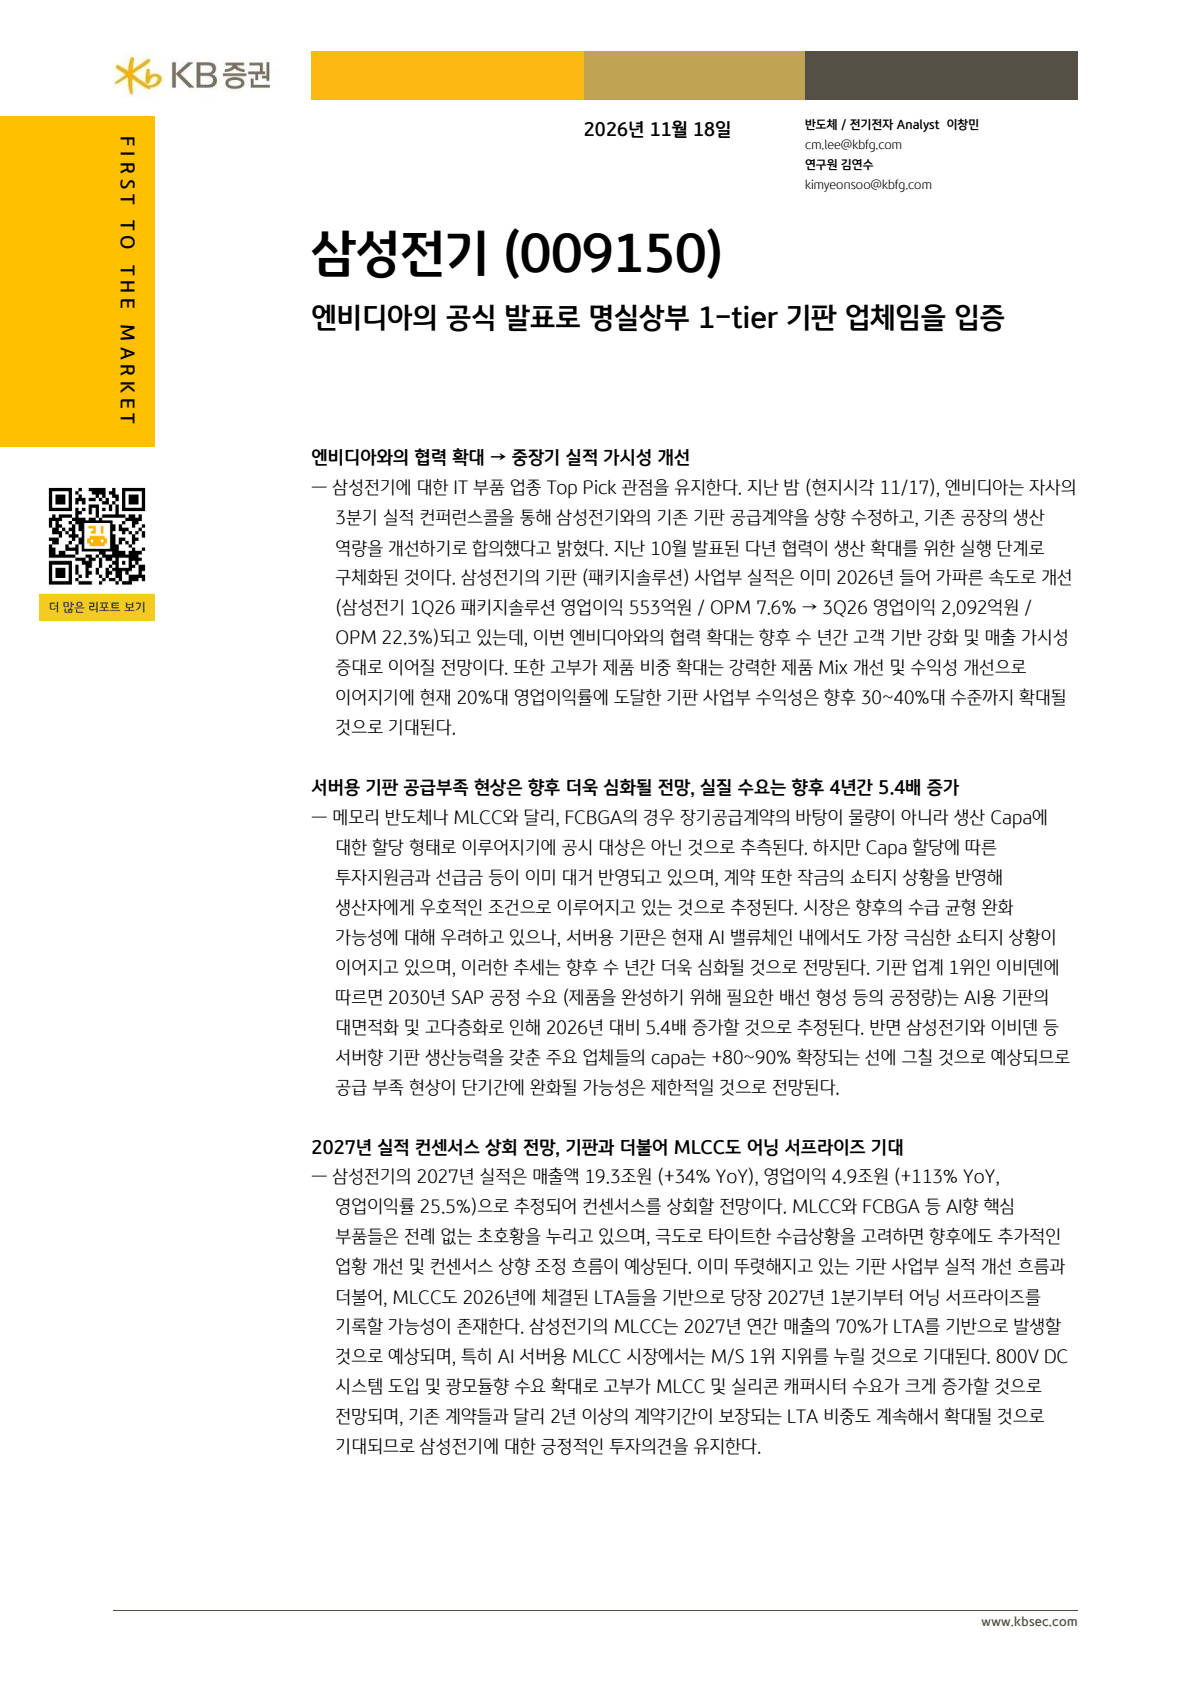 KB증권
2026년 11월 18일
반도체 / 전기전자 Analyst 이창민
cm.lee@kbfg.com
연구원 김연수
kimyeonsoo@kbfg.com
FIRST TO THE MARKET
삼성전기 (009150)
엔비디아의 공식 발표로 명실상부 1-tier 기판 업체임을 입증
더 많은 리포트 보기
엔비디아와의 협력 확대 → 중장기 실적 가시성 개선
— 삼성전기에 대한 IT 부품 업종 Top Pick 관점을 유지한다. 지난 밤 (현지시각 11/17), 엔비디아는 자사의
3분기 실적 컨퍼런스콜을 통해 삼성전기와의 기존 기판 공급계약을 상향 수정하고, 기존 공장의 생산
역량을 개선하기로 합의했다고 밝혔다. 지난 10월 발표된 다년 협력이 생산 확대를 위한 실행 단계로
구체화된 것이다. 삼성전기의 기판 (패키지솔루션) 사업부 실적은 이미 2026년 들어 가파른 속도로 개선
(삼성전기 1Q26 패키지솔루션 영업이익 553억원 / OPM 7.6% → 3Q26 영업이익 2,092억원 /
OPM 22.3%)되고 있는데, 이번 엔비디아와의 협력 확대는 향후 수 년간 고객 기반 강화 및 매출 가시성
증대로 이어질 전망이다. 또한 고부가 제품 비중 확대는 강력한 제품 Mix 개선 및 수익성 개선으로
이어지기에 현재 20%대 영업이익률에 도달한 기판 사업부 수익성은 향후 30~40%대 수준까지 확대될
것으로 기대된다.
서버용 기판 공급부족 현상은 향후 더욱 심화될 전망, 실질 수요는 향후 4년간 5.4배 증가
— 메모리 반도체나 MLCC와 달리, FCBGA의 경우 장기공급계약의 바탕이 물량이 아니라 생산 Capa에
대한 할당 형태로 이루어지기에 공시 대상은 아닌 것으로 추측된다. 하지만 Capa 할당에 따른
투자지원금과 선급금 등이 이미 대거 반영되고 있으며, 계약 또한 작금의 쇼티지 상황을 반영해
생산자에게 우호적인 조건으로 이루어지고 있는 것으로 추정된다. 시장은 향후의 수급 균형 완화
가능성에 대해 우려하고 있으나, 서버용 기판은 현재 AI 밸류체인 내에서도 가장 극심한 쇼티지 상황이
이어지고 있으며, 이러한 추세는 향후 수 년간 더욱 심화될 것으로 전망된다. 기판 업계 1위인 이비덴에
따르면 2030년 SAP 공정 수요 (제품을 완성하기 위해 필요한 배선 형성 등의 공정량)는 AI용 기판의
대면적화 및 고다층화로 인해 2026년 대비 5.4배 증가할 것으로 추정된다. 반면 삼성전기와 이비덴 등
서버향 기판 생산능력을 갖춘 주요 업체들의 capa는 +80~90% 확장되는 선에 그칠 것으로 예상되므로
공급 부족 현상이 단기간에 완화될 가능성은 제한적일 것으로 전망된다.
2027년 실적 컨센서스 상회 전망, 기판과 더불어 MLCC도 어닝 서프라이즈 기대
— 삼성전기의 2027년 실적은 매출액 19.3조원 (+34% YoY), 영업이익 4.9조원 (+113% YoY,
영업이익률 25.5%)으로 추정되어 컨센서스를 상회할 전망이다. MLCC와 FCBGA 등 AI향 핵심
부품들은 전례 없는 초호황을 누리고 있으며, 극도로 타이트한 수급상황을 고려하면 향후에도 추가적인
업황 개선 및 컨센서스 상향 조정 흐름이 예상된다. 이미 뚜렷해지고 있는 기판 사업부 실적 개선 흐름과
더불어, MLCC도 2026년에 체결된 LTA들을 기반으로 당장 2027년 1분기부터 어닝 서프라이즈를
기록할 가능성이 존재한다. 삼성전기의 MLCC는 2027년 연간 매출의 70%가 LTA를 기반으로 발생할
것으로 예상되며, 특히 AI 서버용 MLCC 시장에서는 M/S 1위 지위를 누릴 것으로 기대된다. 800V DC
시스템 도입 및 광모듈향 수요 확대로 고부가 MLCC 및 실리콘 캐퍼시터 수요가 크게 증가할 것으로
전망되며, 기존 계약들과 달리 2년 이상의 계약기간이 보장되는 LTA 비중도 계속해서 확대될 것으로
기대되므로 삼성전기에 대한 긍정적인 투자의견을 유지한다.
www.kbsec.com